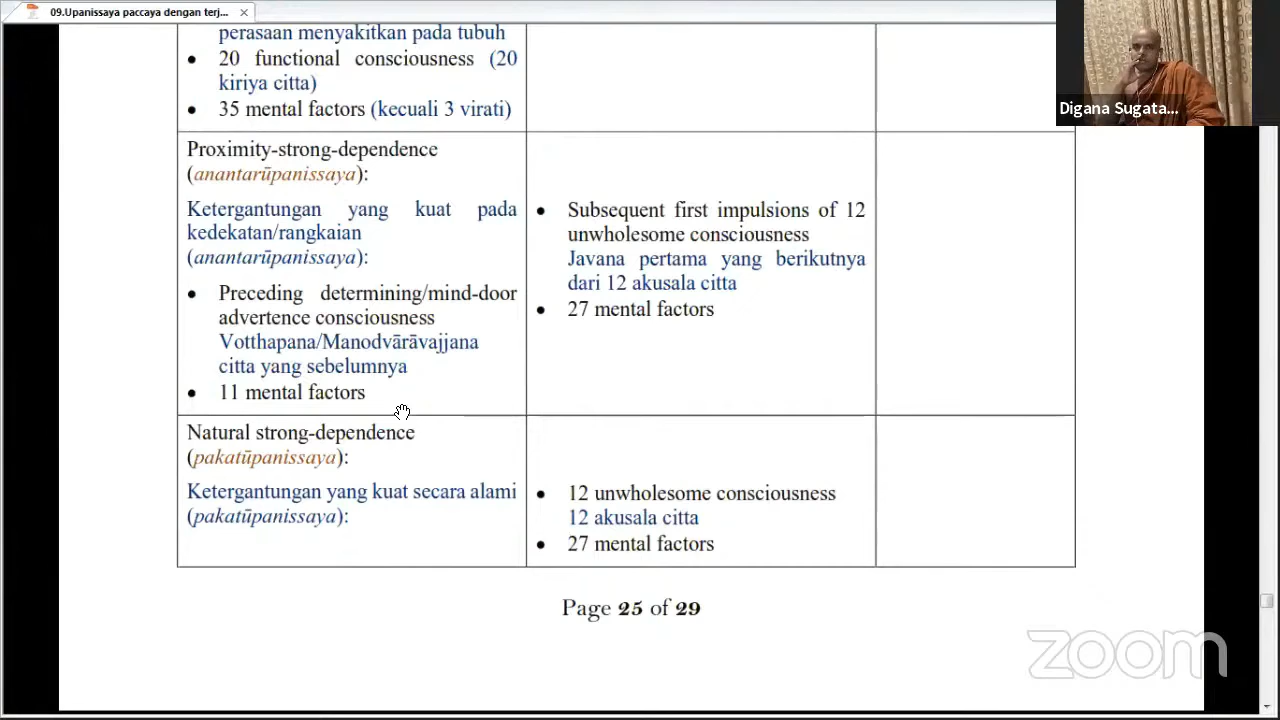 09.Upanissaya paccaya dengan terj...
perasaan menyakitkan pada tubuh
• 20 functional consciousness (20
kiriya citta)
• 35 mental factors (kecuali 3 virati)
Proximity-strong-dependence
(anantarūpanissaya):
Ketergantungan yang kuat pada
kedekatan/rangkaian
(anantarūpanissaya):
• Preceding determining/mind-door
advertence consciousness
Votthapana/Manodvārāvajjana
citta yang sebelumnya
• 11 mental factors
• Subsequent first impulsions of 12
unwholesome consciousness
Javana pertama yang berikutnya
dari 12 akusala citta
• 27 mental factors
Natural strong-dependence
(pakatūpanissaya):
Ketergantungan yang kuat secara alami
(pakatūpanissaya):
• 12 unwholesome consciousness
12 akusala citta
• 27 mental factors
Page 25 of 29
Digana Sugata...
zoom